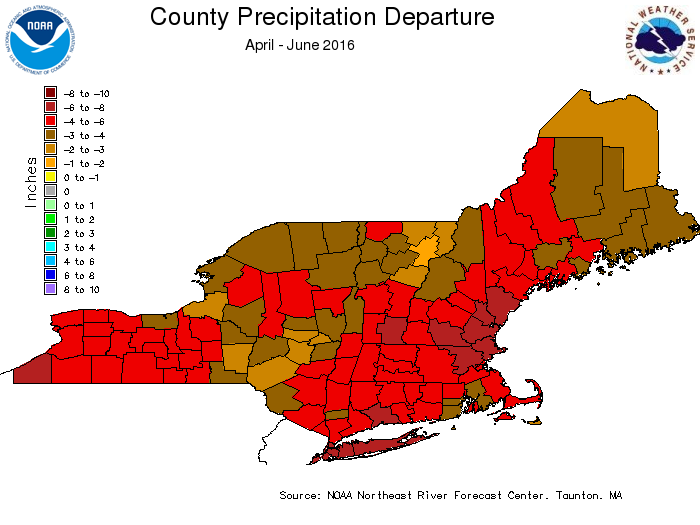 County Precipitation Departure
April - June 2016
NOAA
NATIONAL OCEANIC AND ATMOSPHERIC ADMINISTRATION
U.S. DEPARTMENT OF COMMERCE
NATIONAL WEATHER SERVICE
Inches
-8 to -10
-6 to -8
-4 to -6
-3 to -4
-2 to -3
-1 to -2
0 to -1
0
0 to 1
1 to 2
2 to 3
3 to 4
4 to 6
6 to 8
8 to 10
Source: NOAA Northeast River Forecast Center. Taunton. MA